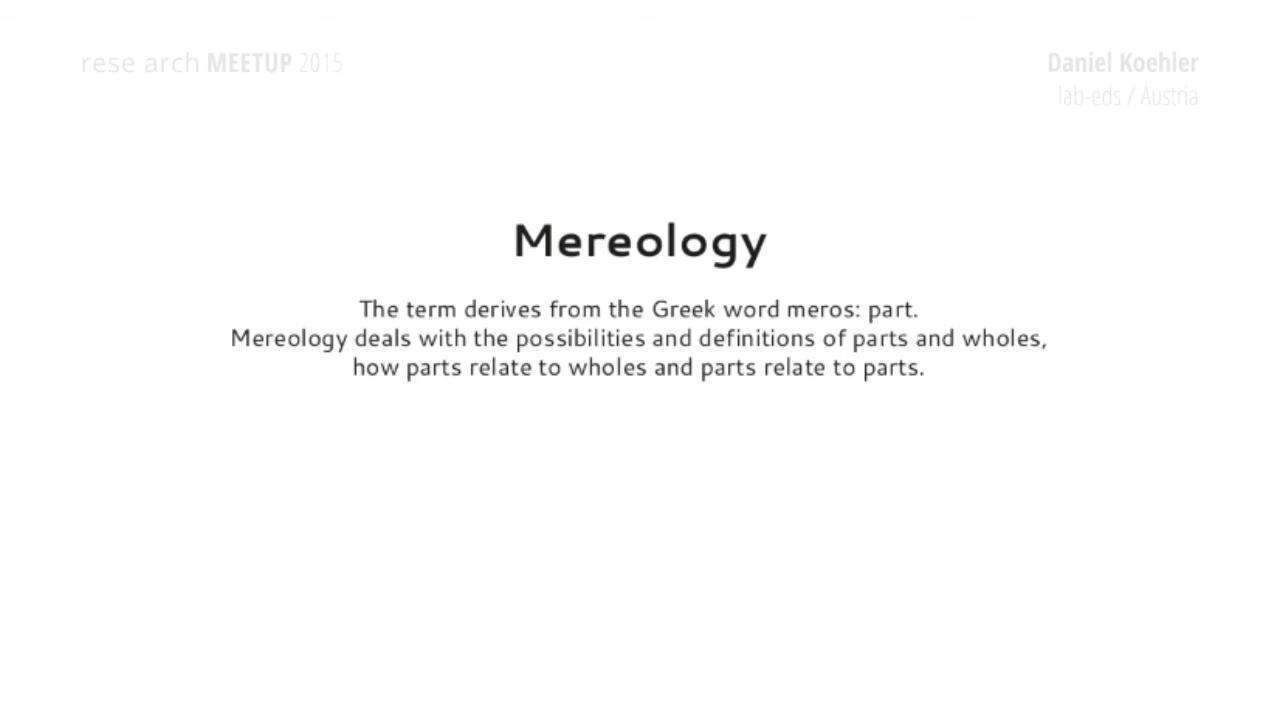 rese arch MEETUP 2015
Daniel Koehler
lab-eds / Austria
Mereology
The term derives from the Greek word meros: part.
Mereology deals with the possibilities and definitions of parts and wholes,
how parts relate to wholes and parts relate to parts.